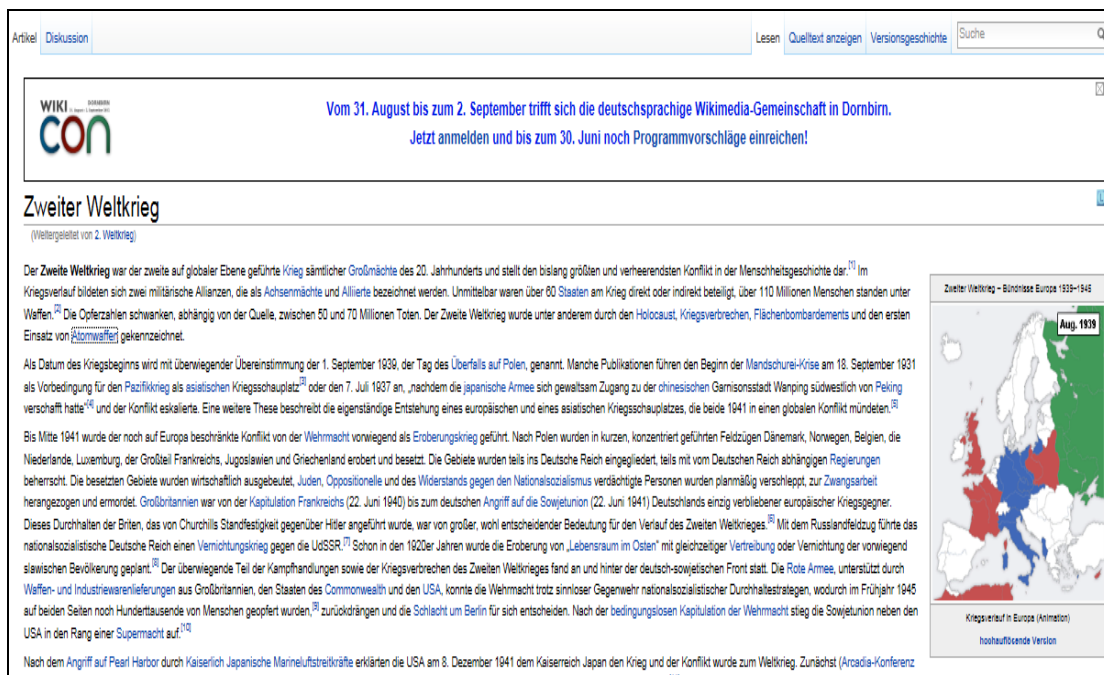 Artikel Diskussion Lesen Quelltext anzeigen Versionsgeschichte Suche
WIKI
CON
Vom 31. August bis zum 2. September trifft sich die deutschsprachige Wikimedia-Gemeinschaft in Dornbirn.
Jetzt anmelden und bis zum 30. Juni noch Programmvorschläge einreichen!
Zweiter Weltkrieg
(Weitergeleitet von 2. Weltkrieg)
Der Zweite Weltkrieg war der zweite auf globaler Ebene geführte Krieg sämtlicher Großmächte des 20. Jahrhunderts und stellt den bislang größten und verheerendsten Konflikt in der Menschheitsgeschichte dar.[1] Im
Kriegsverlauf bildeten sich zwei militärische Allianzen, die als Achsenmächte und Alliierte bezeichnet werden. Unmittelbar waren über 60 Staaten am Krieg direkt oder indirekt beteiligt, über 110 Millionen Menschen standen unter
Waffen.[2] Die Opferzahlen schwanken, abhängig von der Quelle, zwischen 50 und 70 Millionen Toten. Der Zweite Weltkrieg wurde unter anderem durch den Holocaust, Kriegsverbrechen, Flächenbombardements und den ersten
Einsatz von Atomwaffen gekennzeichnet.
Als Datum des Kriegsbeginns wird mit überwiegender Übereinstimmung der 1. September 1939, der Tag des Überfalls auf Polen, genannt. Manche Publikationen führen den Beginn der Mandschurei-Krise am 18. September 1931
als Vorbedingung für den Pazifikkrieg als asiatischen Kriegsschauplatz[3] oder den 7. Juli 1937 an, „nachdem die japanische Armee sich gewaltsam Zugang zu der chinesischen Garnisonsstadt Wanping südwestlich von Peking
verschafft hatte“[4] und der Konflikt eskalierte. Eine weitere These beschreibt die eigenständige Entstehung eines europäischen und eines asiatischen Kriegsschauplatzes, die beide 1941 in einen globalen Konflikt mündeten.[5]
Bis Mitte 1941 wurde der noch auf Europa beschränkte Konflikt von der Wehrmacht vorwiegend als Eroberungskrieg geführt. Nach Polen wurden in kurzen, konzentriert geführten Feldzügen Dänemark, Norwegen, Belgien, die
Niederlande, Luxemburg, der Großteil Frankreichs, Jugoslawien und Griechenland erobert und besetzt. Die Gebiete wurden teils ins Deutsche Reich eingegliedert, teils mit vom Deutschen Reich abhängigen Regierungen
beherrscht. Die besetzten Gebiete wurden wirtschaftlich ausgebeutet, Juden, Oppositionelle und des Widerstands gegen den Nationalsozialismus verdächtigte Personen wurden planmäßig verschleppt, zur Zwangsarbeit
herangezogen und ermordet. Großbritannien war von der Kapitulation Frankreichs (22. Juni 1940) bis zum deutschen Angriff auf die Sowjetunion (22. Juni 1941) Deutschlands einzig verbliebener europäischer Kriegsgegner.
Dieses Durchhalten der Briten, das von Churchills Standfestigkeit gegenüber Hitler angeführt wurde, war von großer, wohl entscheidender Bedeutung für den Verlauf des Zweiten Weltkrieges.[6] Mit dem Russlandfeldzug führte das
nationalsozialistische Deutsche Reich einen Vernichtungskrieg gegen die UdSSR.[7] Schon in den 1920er Jahren wurde die Eroberung von „Lebensraum im Osten“ mit gleichzeitiger Vertreibung oder Vernichtung der vorwiegend
slawischen Bevölkerung geplant.[8] Der überwiegende Teil der Kampfhandlungen sowie der Kriegsverbrechen des Zweiten Weltkrieges fand an und hinter der deutsch-sowjetischen Front statt. Die Rote Armee, unterstützt durch
Waffen- und Industriewarenlieferungen aus Großbritannien, den Staaten des Commonwealth und den USA, konnte die Wehrmacht trotz sinnloser Gegenwehr nationalsozialistischer Durchhaltestrategen, wodurch im Frühjahr 1945
auf beiden Seiten noch Hunderttausende von Menschen geopfert wurden,[9] zurückdrängen und die Schlacht um Berlin für sich entscheiden. Nach der bedingungslosen Kapitulation der Wehrmacht stieg die Sowjetunion neben den
USA in den Rang einer Supermacht auf.[10]
Nach dem Angriff auf Pearl Harbor durch Kaiserlich Japanische Marineluftstreitkräfte erklärten die USA am 8. Dezember 1941 dem Kaiserreich Japan den Krieg und der Konflikt wurde zum Weltkrieg. Zunächst (Arcadia-Konferenz
Zweiter Weltkrieg – Bündnisse Europa 1939–1945
Aug. 1939
Kriegsverlauf in Europa (Animation)
hochauflösende Version